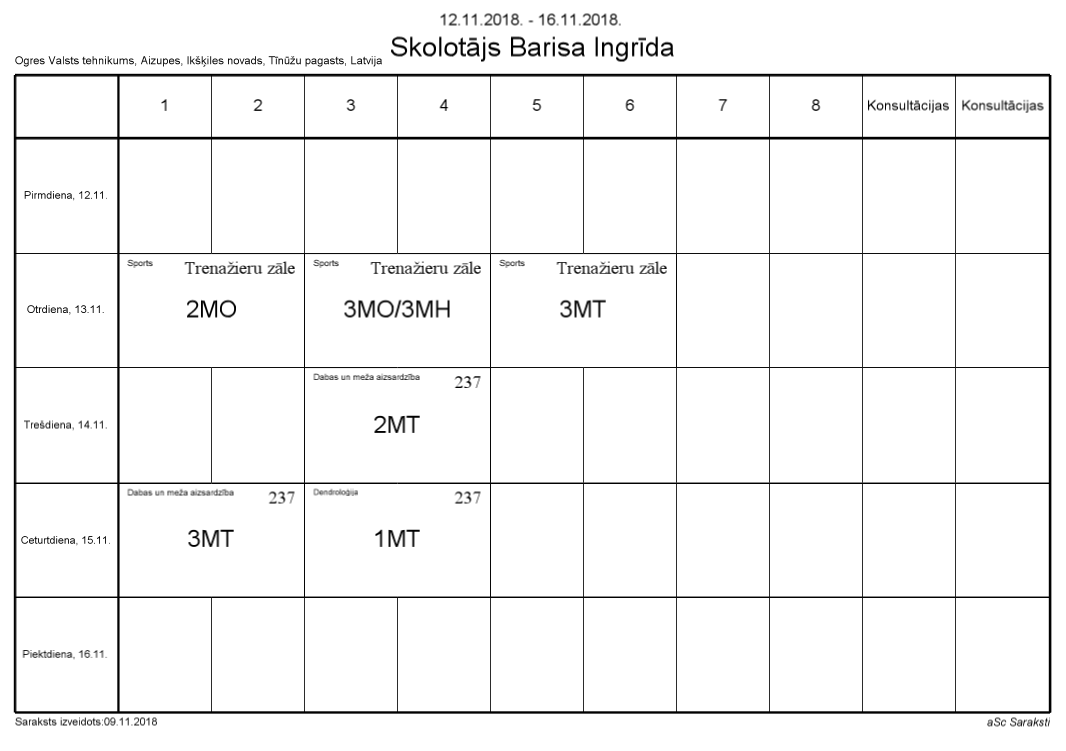 12.11.2018. - 16.11.2018.
Skolotājs Barisa Ingrīda
Ogres Valsts tehnikums, Aizupes, Ikšķiles novads, Tīnūžu pagasts, Latvija
1 2 3 4 5 6 7 8 Konsultācijas Konsultācijas
Pirmdiena, 12.11.
Sports Trenažieru zāle Sports Trenažieru zāle Sports Trenažieru zāle
Otrdiena, 13.11. 2MO 3MO/3MH 3MT
Dabas un meža aizsardzība 237
Trešdiena, 14.11. 2MT
Dabas un meža aizsardzība 237 Dendroloģija 237
Ceturtdiena, 15.11. 3MT 1MT
Piektdiena, 16.11.
Saraksts izveidots:09.11.2018 aSc Saraksti